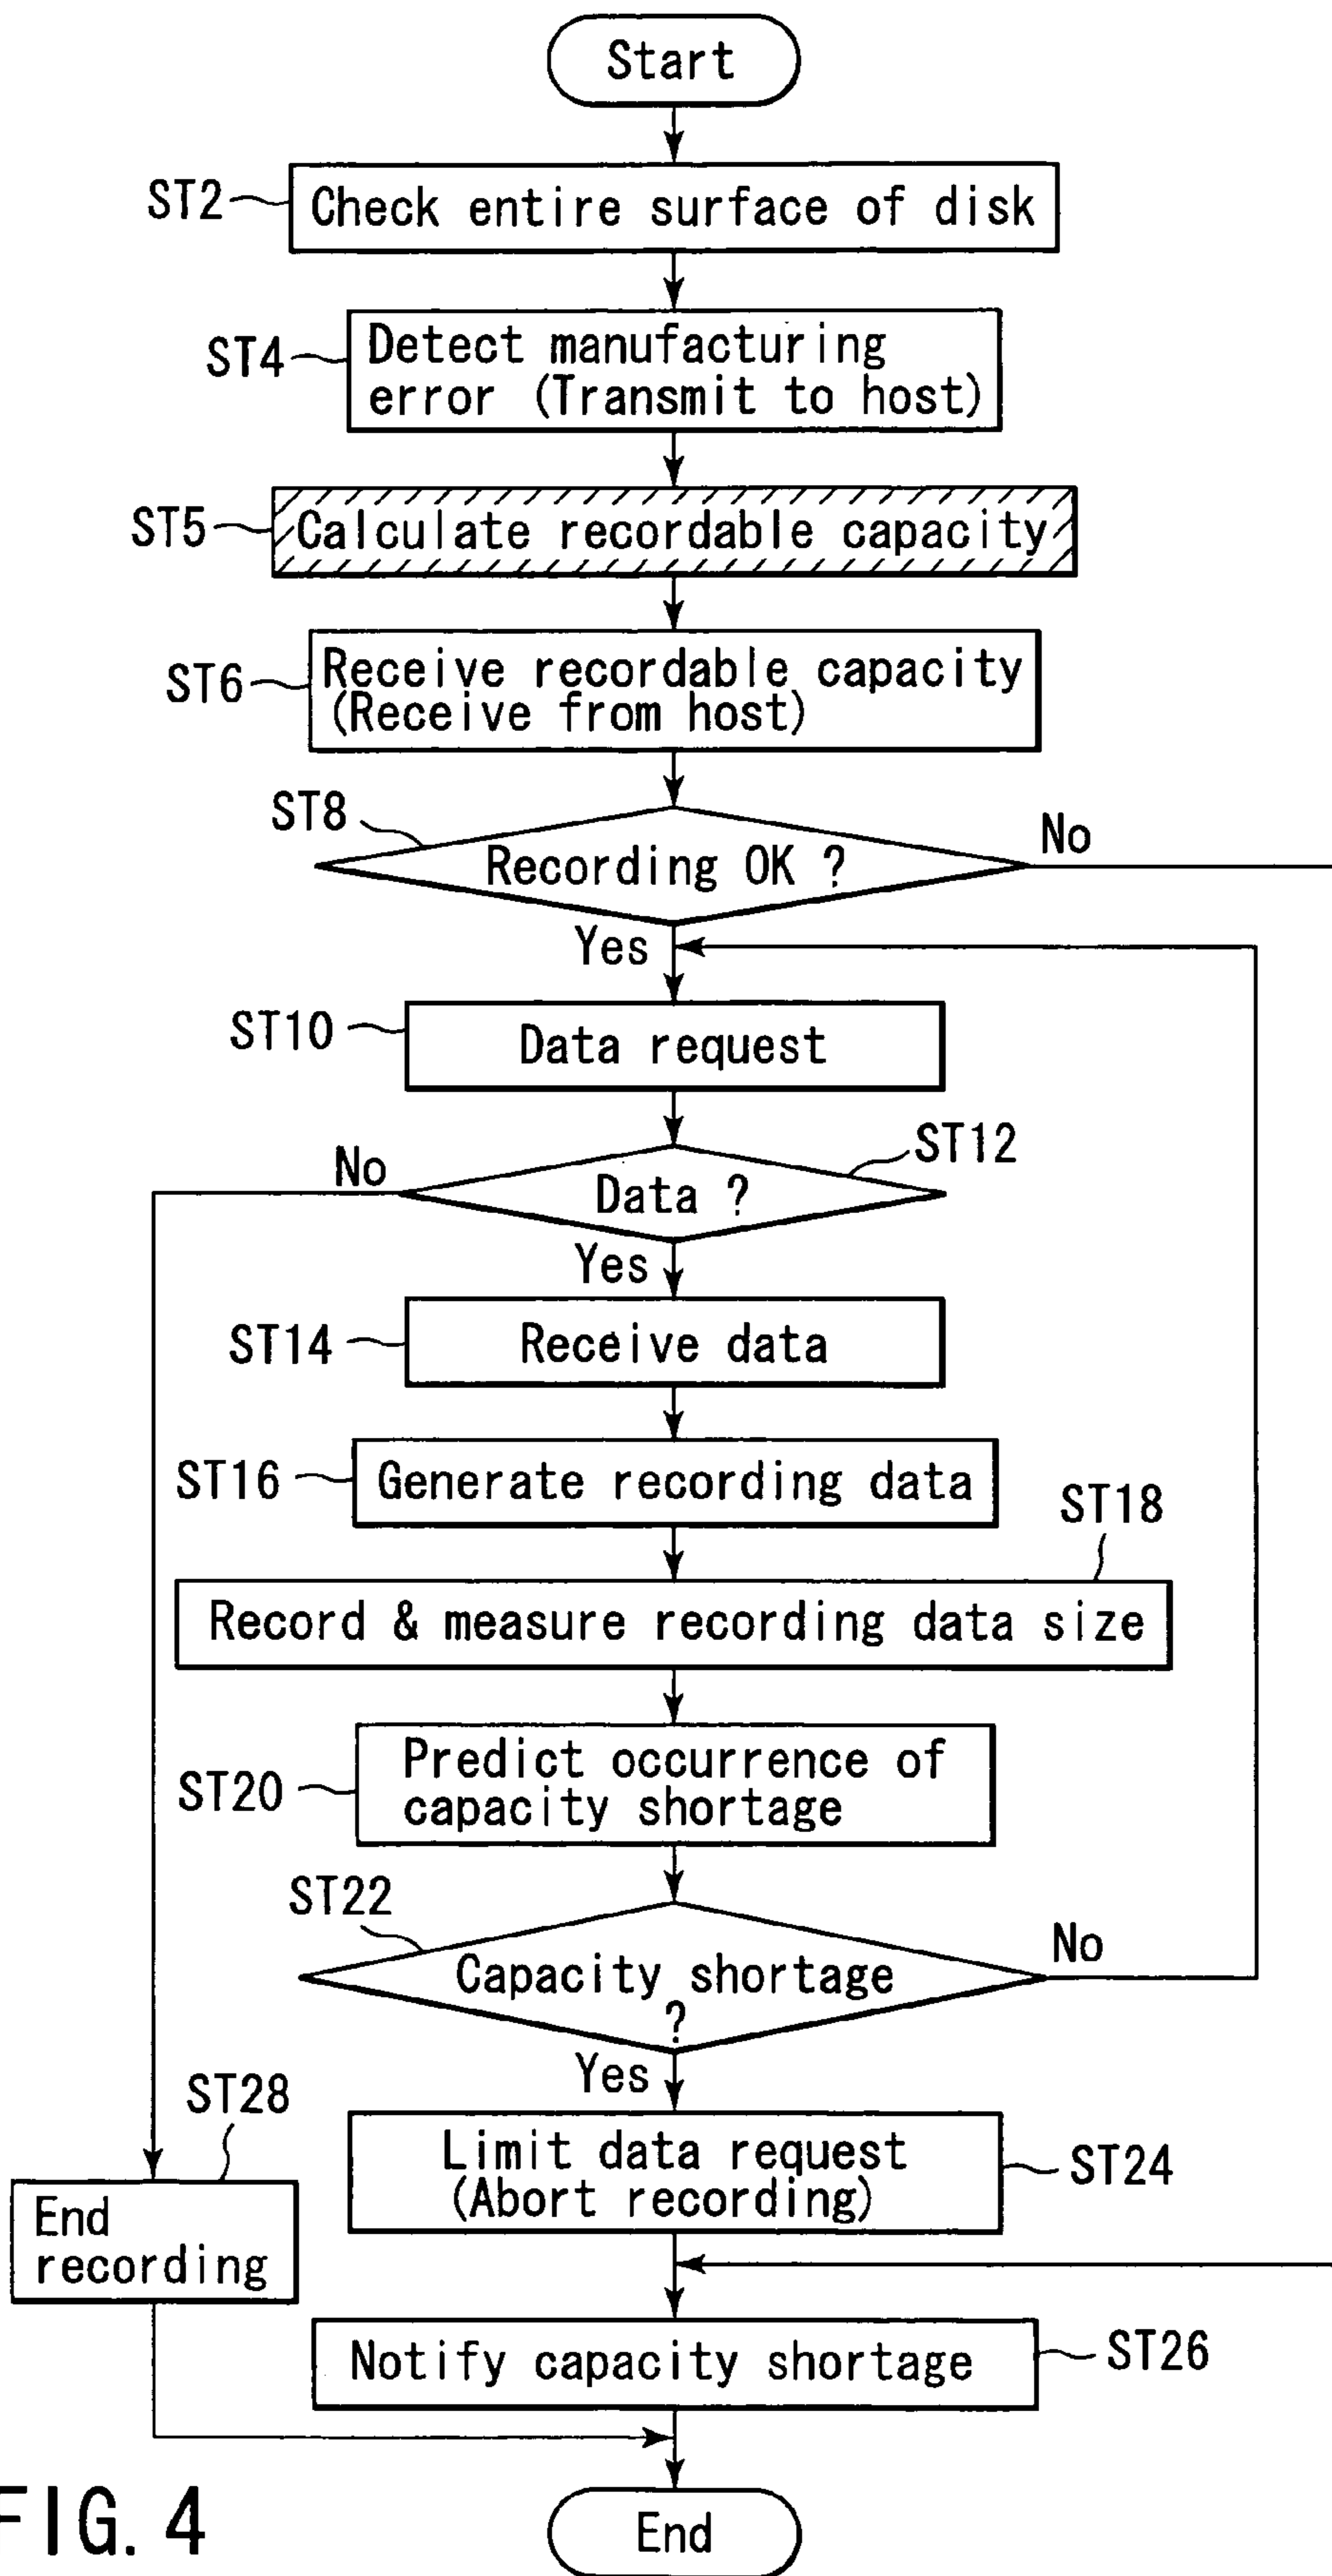 Start
ST2
Check entire surface of disk
ST4
Detect manufacturing
error (Transmit to host)
ST5
Calculate recordable capacity
ST6
Receive recordable capacity
(Receive from host)
ST8
Recording OK ?
No
Yes
ST10
Data request
ST12
No
Data ?
Yes
ST14
Receive data
ST16
Generate recording data
ST18
Record & measure recording data size
ST20
Predict occurrence of
capacity shortage
ST22
Capacity shortage
?
No
Yes
ST28
Limit data request
(Abort recording)
ST24
End
recording
Notify capacity shortage
ST26
End
FIG. 4